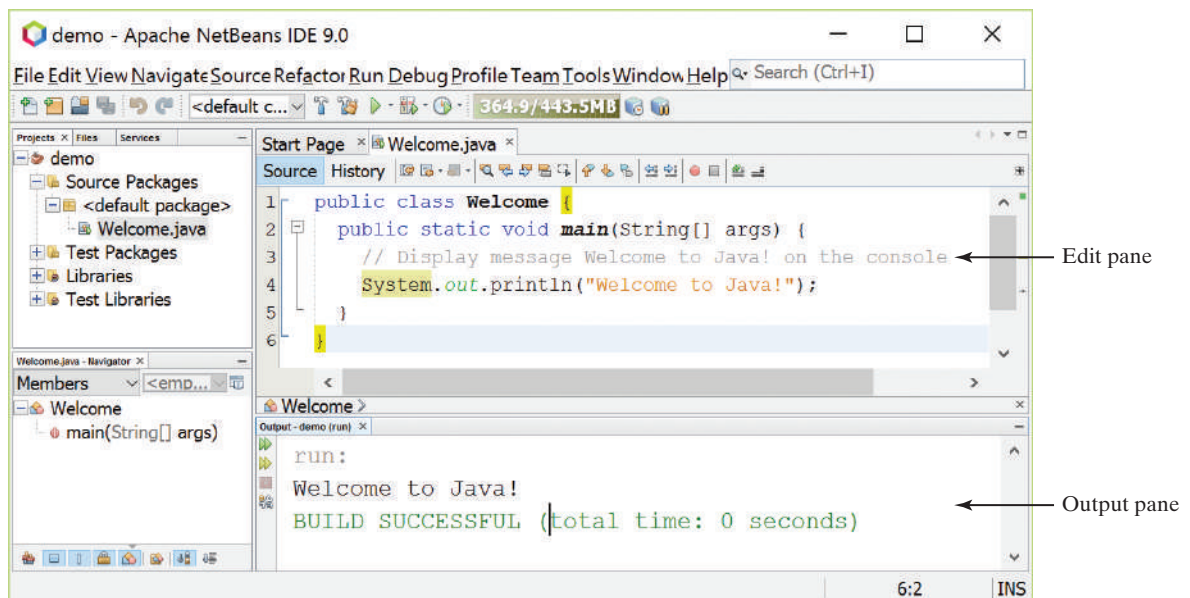 demo - Apache NetBeans IDE 9.0
File Edit View Navigate Source Refactor Run Debug Profile Team Tools Window Help Search (Ctrl+I)
<default c... 364.9/443.5MB
Projects Files Services
demo
Source Packages
<default package>
Welcome.java
Test Packages
Libraries
Test Libraries
Start Page Welcome.java
Source History
1 public class Welcome {
2 public static void main(String[] args) {
3 // Display message Welcome to Java! on the console
4 System.out.println("Welcome to Java!");
5 }
6 }
Edit pane
Welcome.java - Navigator
Members <emp...
Welcome
main(String[] args)
Welcome
Output - demo (run)
run:
Welcome to Java!
BUILD SUCCESSFUL (total time: 0 seconds)
Output pane
6:2 INS